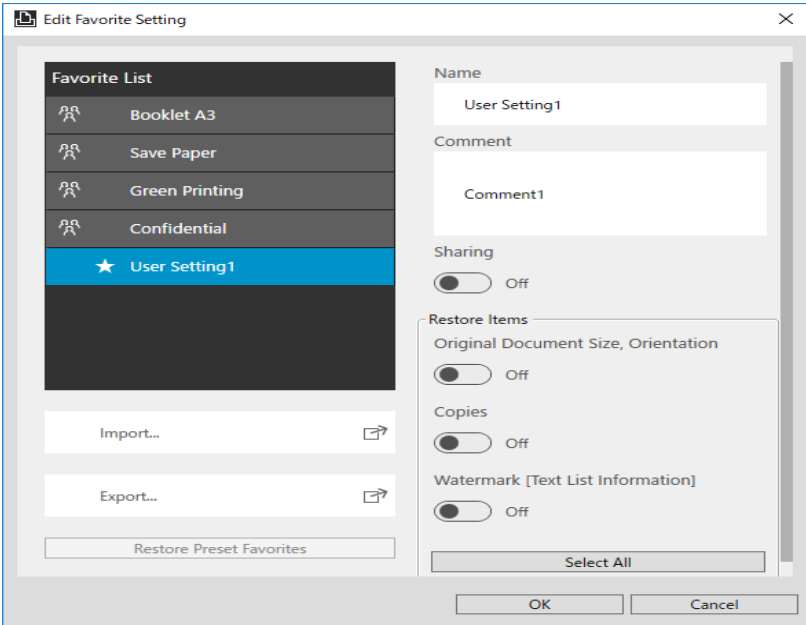 Edit Favorite Setting
Favorite List
Booklet A3
Save Paper
Green Printing
Confidential
User Setting1
Import...
Export...
Restore Preset Favorites
Name
User Setting1
Comment
Comment1
Sharing
Off
Restore Items
Original Document Size, Orientation
Off
Copies
Off
Watermark [Text List Information]
Off
Select All
OK
Cancel